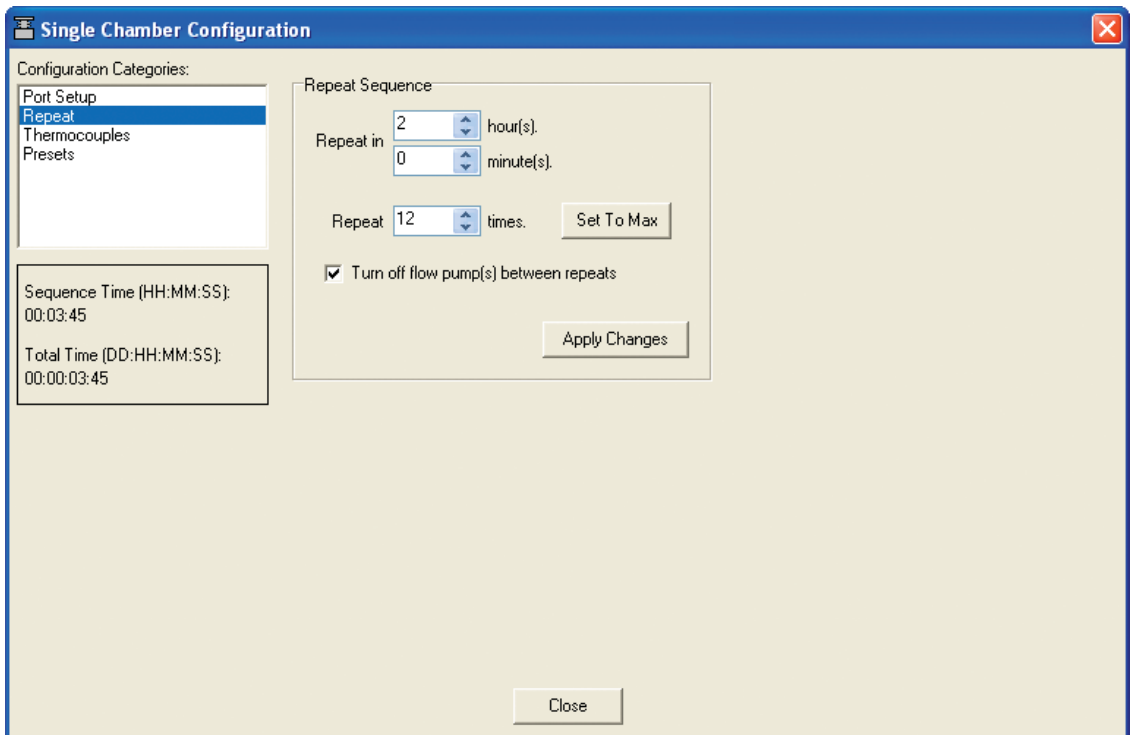 Single Chamber Configuration
Configuration Categories:
Port Setup
Repeat
Thermocouples
Presets
Sequence Time (HH:MM:SS):
00:03:45
Total Time (DD:HH:MM:SS):
00:00:03:45
Repeat Sequence
Repeat in 2 hour(s).
0 minute(s).
Repeat 12 times. Set To Max
Turn off flow pump(s) between repeats
Apply Changes
Close